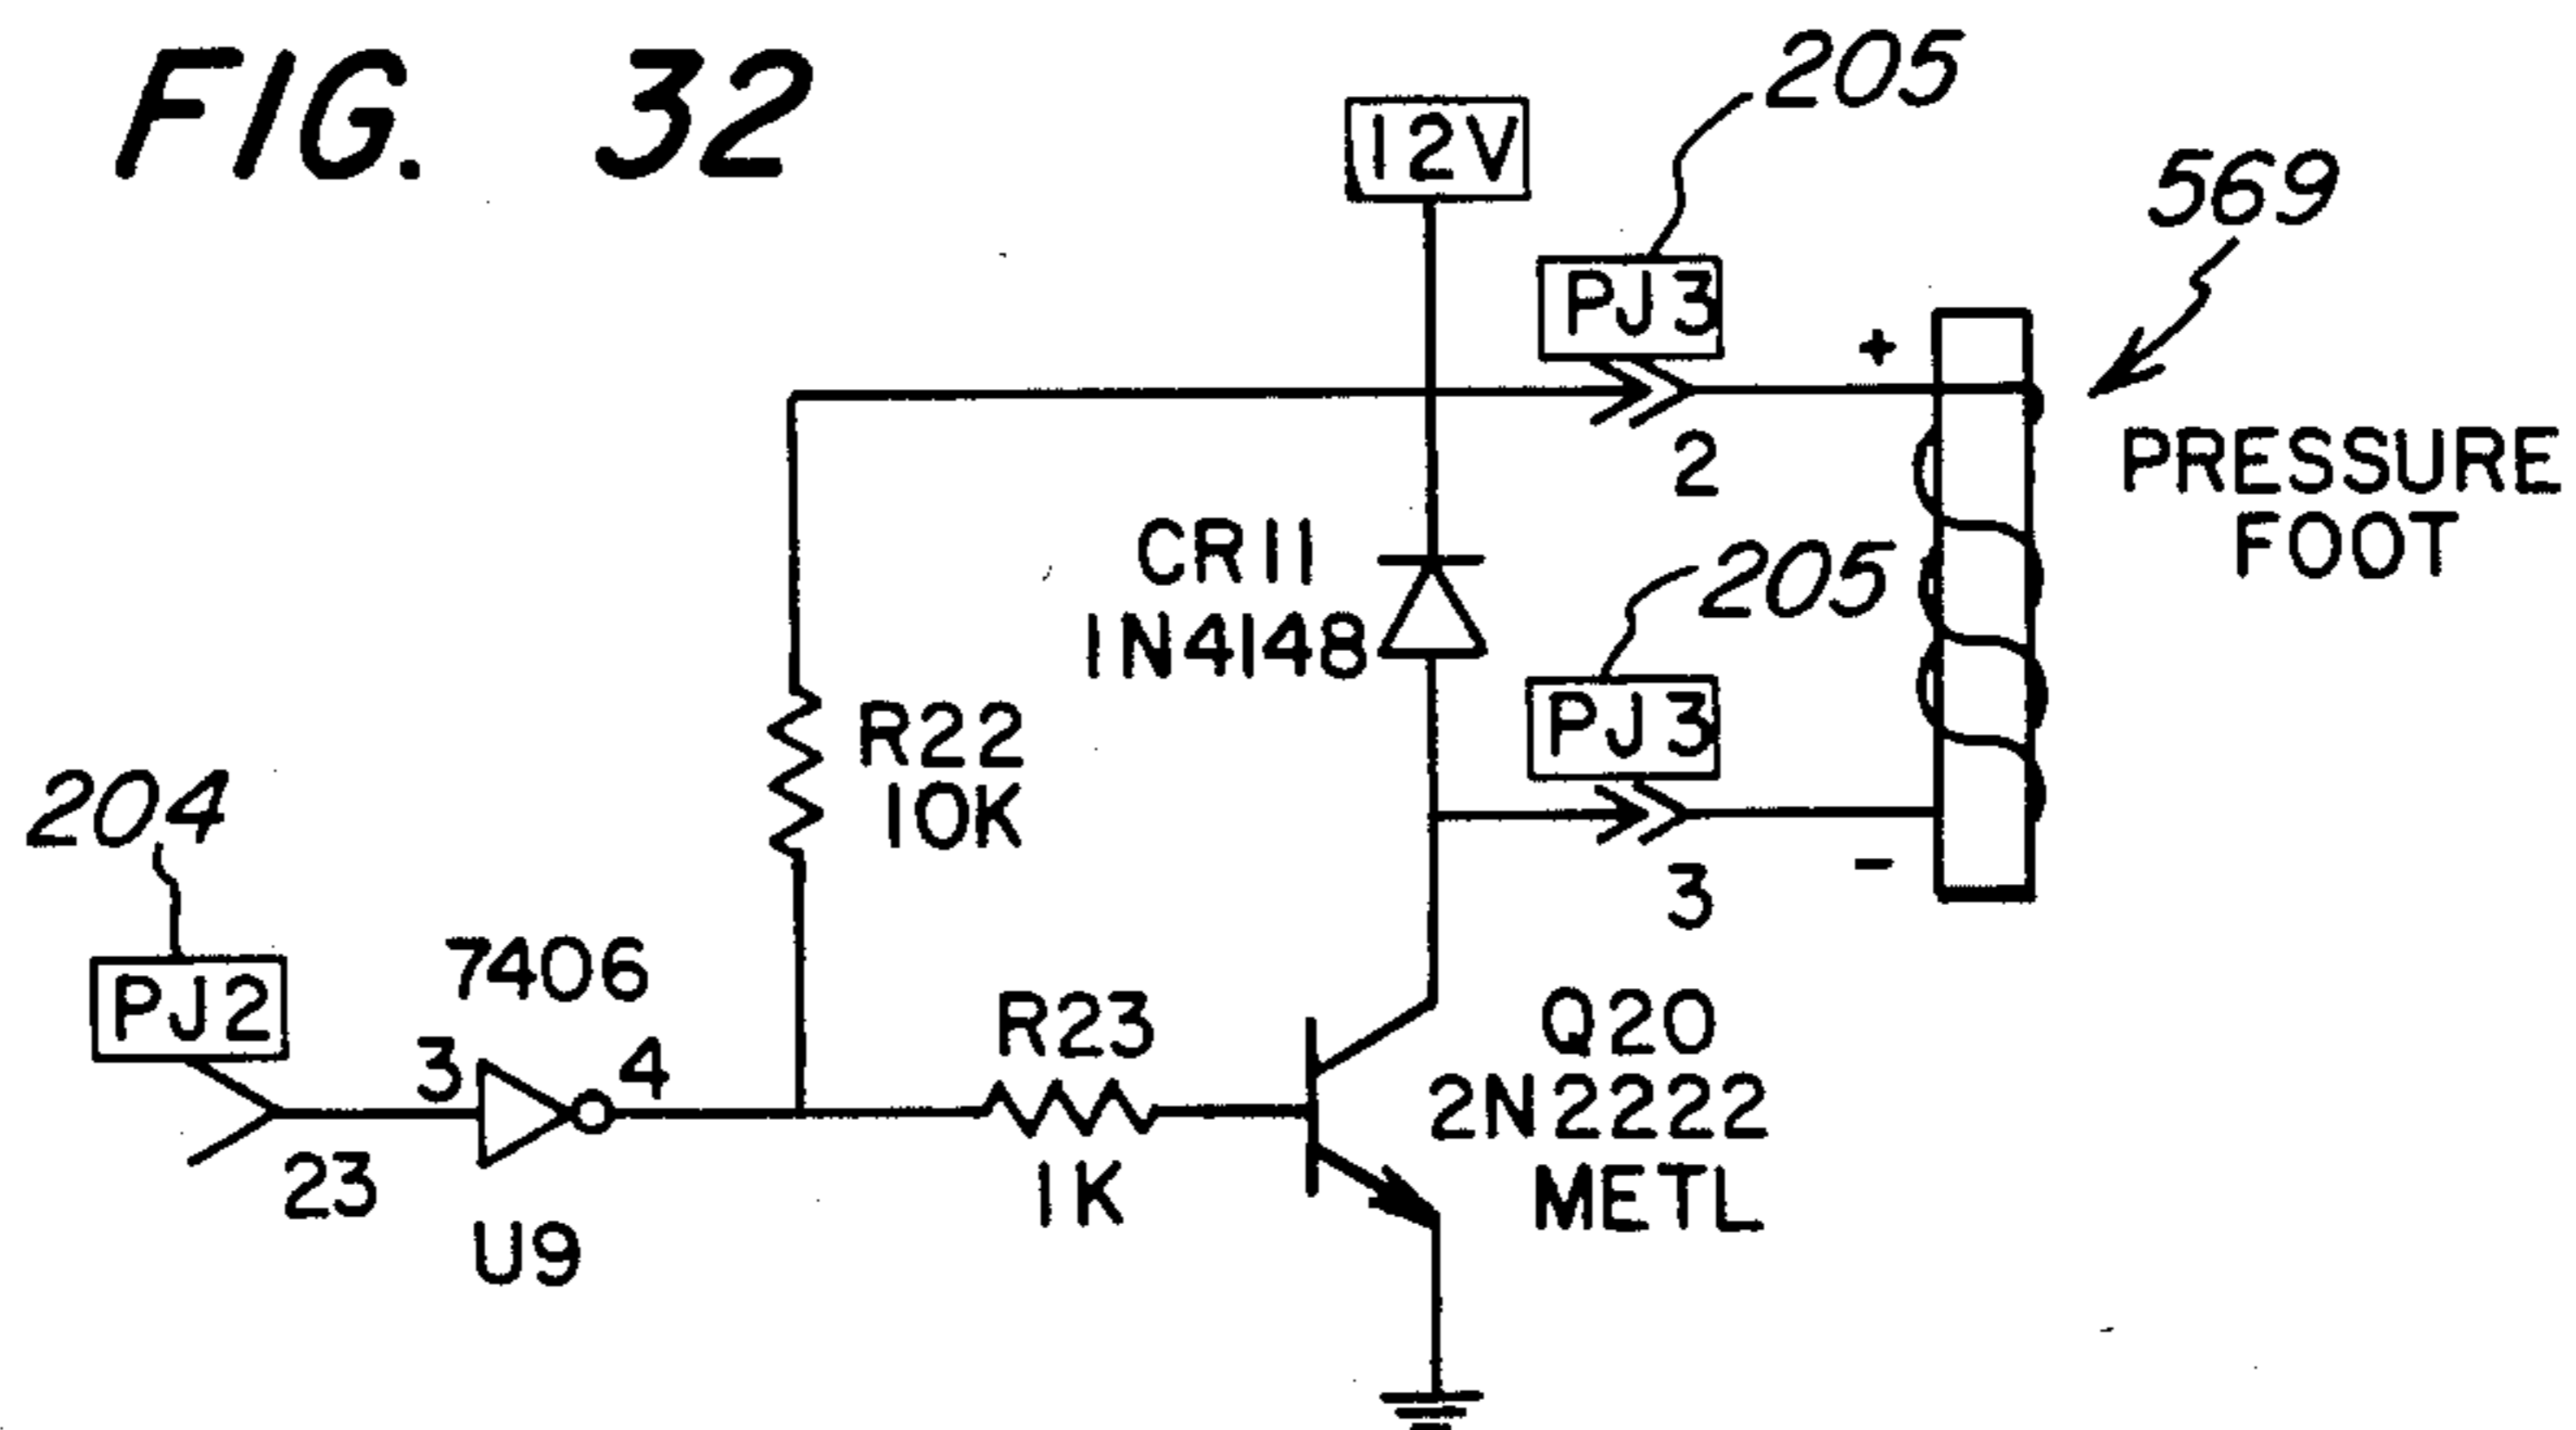 FIG. 32
205
12V
569
PJ3
+
2
PRESSURE
FOOT
CR11
1N4148
205
PJ3
R22
10K
204
-
3
7406
PJ2
3
4
R23
Q20
2N2222
METL
23
1K
U9